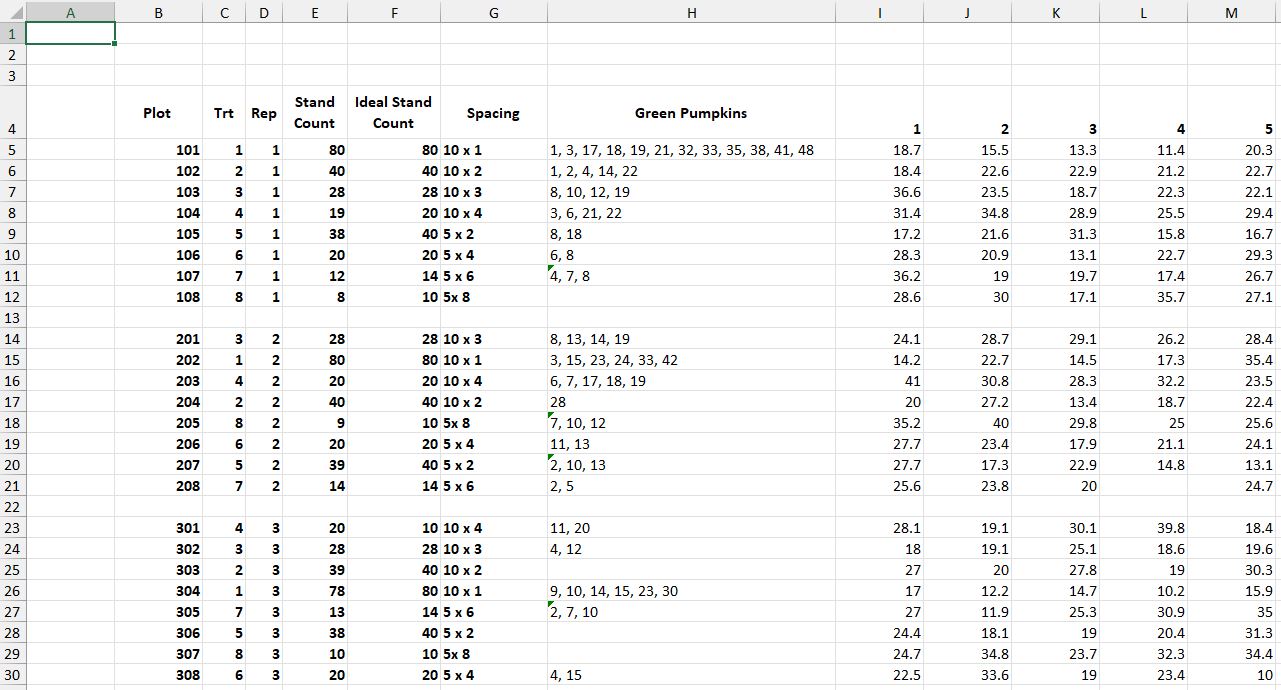 A B C D E F G H I J K L M
1
2
3
4 Plot Trt Rep Stand Count Ideal Stand Count Spacing Green Pumpkins 1 2 3 4 5
5 101 1 1 80 80 10 x 1 1, 3, 17, 18, 19, 21, 32, 33, 35, 38, 41, 48 18.7 15.5 13.3 11.4 20.3
6 102 2 1 40 40 10 x 2 1, 2, 4, 14, 22 18.4 22.6 22.9 21.2 22.7
7 103 3 1 28 28 10 x 3 8, 10, 12, 19 36.6 23.5 18.7 22.3 22.1
8 104 4 1 19 20 10 x 4 3, 6, 21, 22 31.4 34.8 28.9 25.5 29.4
9 105 5 1 38 40 5 x 2 8, 18 17.2 21.6 31.3 15.8 16.7
10 106 6 1 20 20 5 x 4 6, 8 28.3 20.9 13.1 22.7 29.3
11 107 7 1 12 14 5 x 6 4, 7, 8 36.2 19 19.7 17.4 26.7
12 108 8 1 8 10 5x 8 28.6 30 17.1 35.7 27.1
13
14 201 3 2 28 28 10 x 3 8, 13, 14, 19 24.1 28.7 29.1 26.2 28.4
15 202 1 2 80 80 10 x 1 3, 15, 23, 24, 33, 42 14.2 22.7 14.5 17.3 35.4
16 203 4 2 20 20 10 x 4 6, 7, 17, 18, 19 41 30.8 28.3 32.2 23.5
17 204 2 2 40 40 10 x 2 28 20 27.2 13.4 18.7 22.4
18 205 8 2 9 10 5x 8 7, 10, 12 35.2 40 29.8 25 25.6
19 206 6 2 20 20 5 x 4 11, 13 27.7 23.4 17.9 21.1 24.1
20 207 5 2 39 40 5 x 2 2, 10, 13 27.7 17.3 22.9 14.8 13.1
21 208 7 2 14 14 5 x 6 2, 5 25.6 23.8 20 24.7
22
23 301 4 3 20 10 10 x 4 11, 20 28.1 19.1 30.1 39.8 18.4
24 302 3 3 28 28 10 x 3 4, 12 18 19.1 25.1 18.6 19.6
25 303 2 3 39 40 10 x 2 27 20 27.8 19 30.3
26 304 1 3 78 80 10 x 1 9, 10, 14, 15, 23, 30 17 12.2 14.7 10.2 15.9
27 305 7 3 13 14 5 x 6 2, 7, 10 27 11.9 25.3 30.9 35
28 306 5 3 38 40 5 x 2 24.4 18.1 19 20.4 31.3
29 307 8 3 10 10 5x 8 24.7 34.8 23.7 32.3 34.4
30 308 6 3 20 20 5 x 4 4, 15 22.5 33.6 19 23.4 10